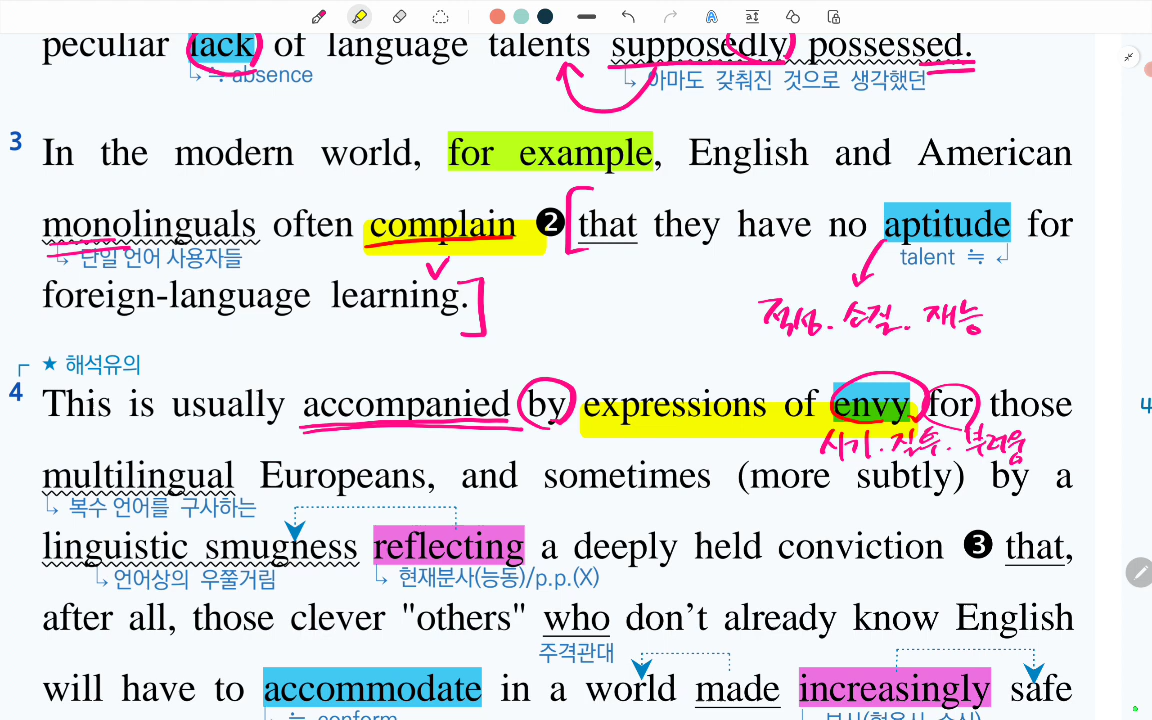 peculiar lack of language talents supposedly possessed.
↳ ≒ absence ↳ 아마도 갖춰진 것으로 생각했던
3 In the modern world, for example, English and American
monolinguals often complain ❷ that they have no aptitude for
↳ 단일 언어 사용자들 talent ≒ ↲
foreign-language learning.
적성. 소질. 재능
★ 해석유의
4 This is usually accompanied by expressions of envy for those
시기. 질투. 부러움
multilingual Europeans, and sometimes (more subtly) by a
↳ 복수 언어를 구사하는
linguistic smugness reflecting a deeply held conviction ❸ that,
↳ 언어상의 우쭐거림 ↳ 현재분사(능동)/p.p.(X)
after all, those clever "others" who don't already know English
주격관대
will have to accommodate in a world made increasingly safe